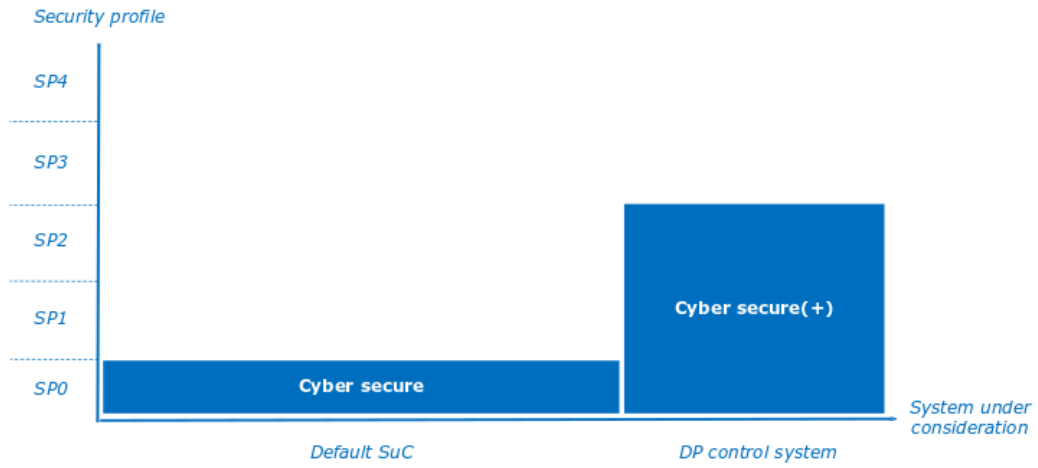 Security profile
SP4
SP3
SP2
SP1
SP0
Cyber secure(+)
Cyber secure
System under
consideration
Default SuC
DP control system